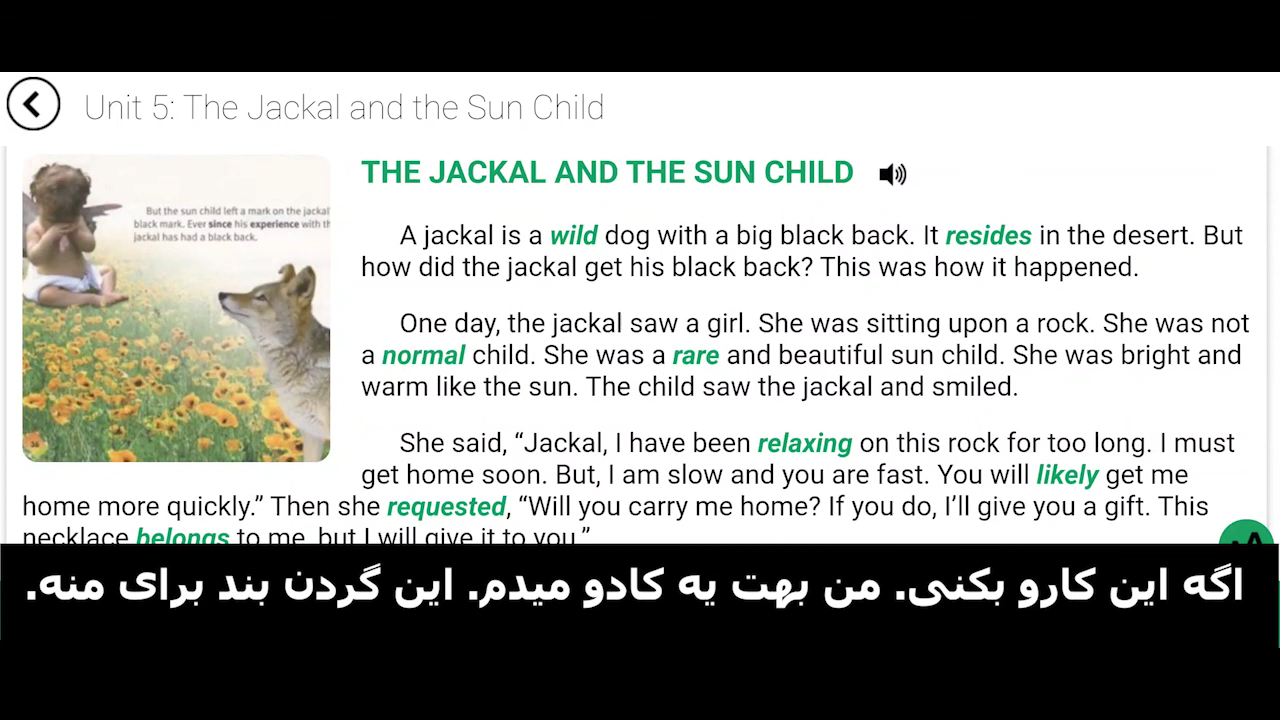 Unit 5: The Jackal and the Sun Child
But the sun child left a mark on the jackal'
black mark. Ever since his experience with th
jackal has had a black back.
THE JACKAL AND THE SUN CHILD
A jackal is a wild dog with a big black back. It resides in the desert. But
how did the jackal get his black back? This was how it happened.
One day, the jackal saw a girl. She was sitting upon a rock. She was not
a normal child. She was a rare and beautiful sun child. She was bright and
warm like the sun. The child saw the jackal and smiled.
She said, “Jackal, I have been relaxing on this rock for too long. I must
get home soon. But, I am slow and you are fast. You will likely get me
home more quickly.” Then she requested, “Will you carry me home? If you do, I’ll give you a gift. This
necklace belongs to me, but I will give it to you.”
اگه این کارو بکنی. من بهت یه کادو میدم. این گردن بند برای منه.